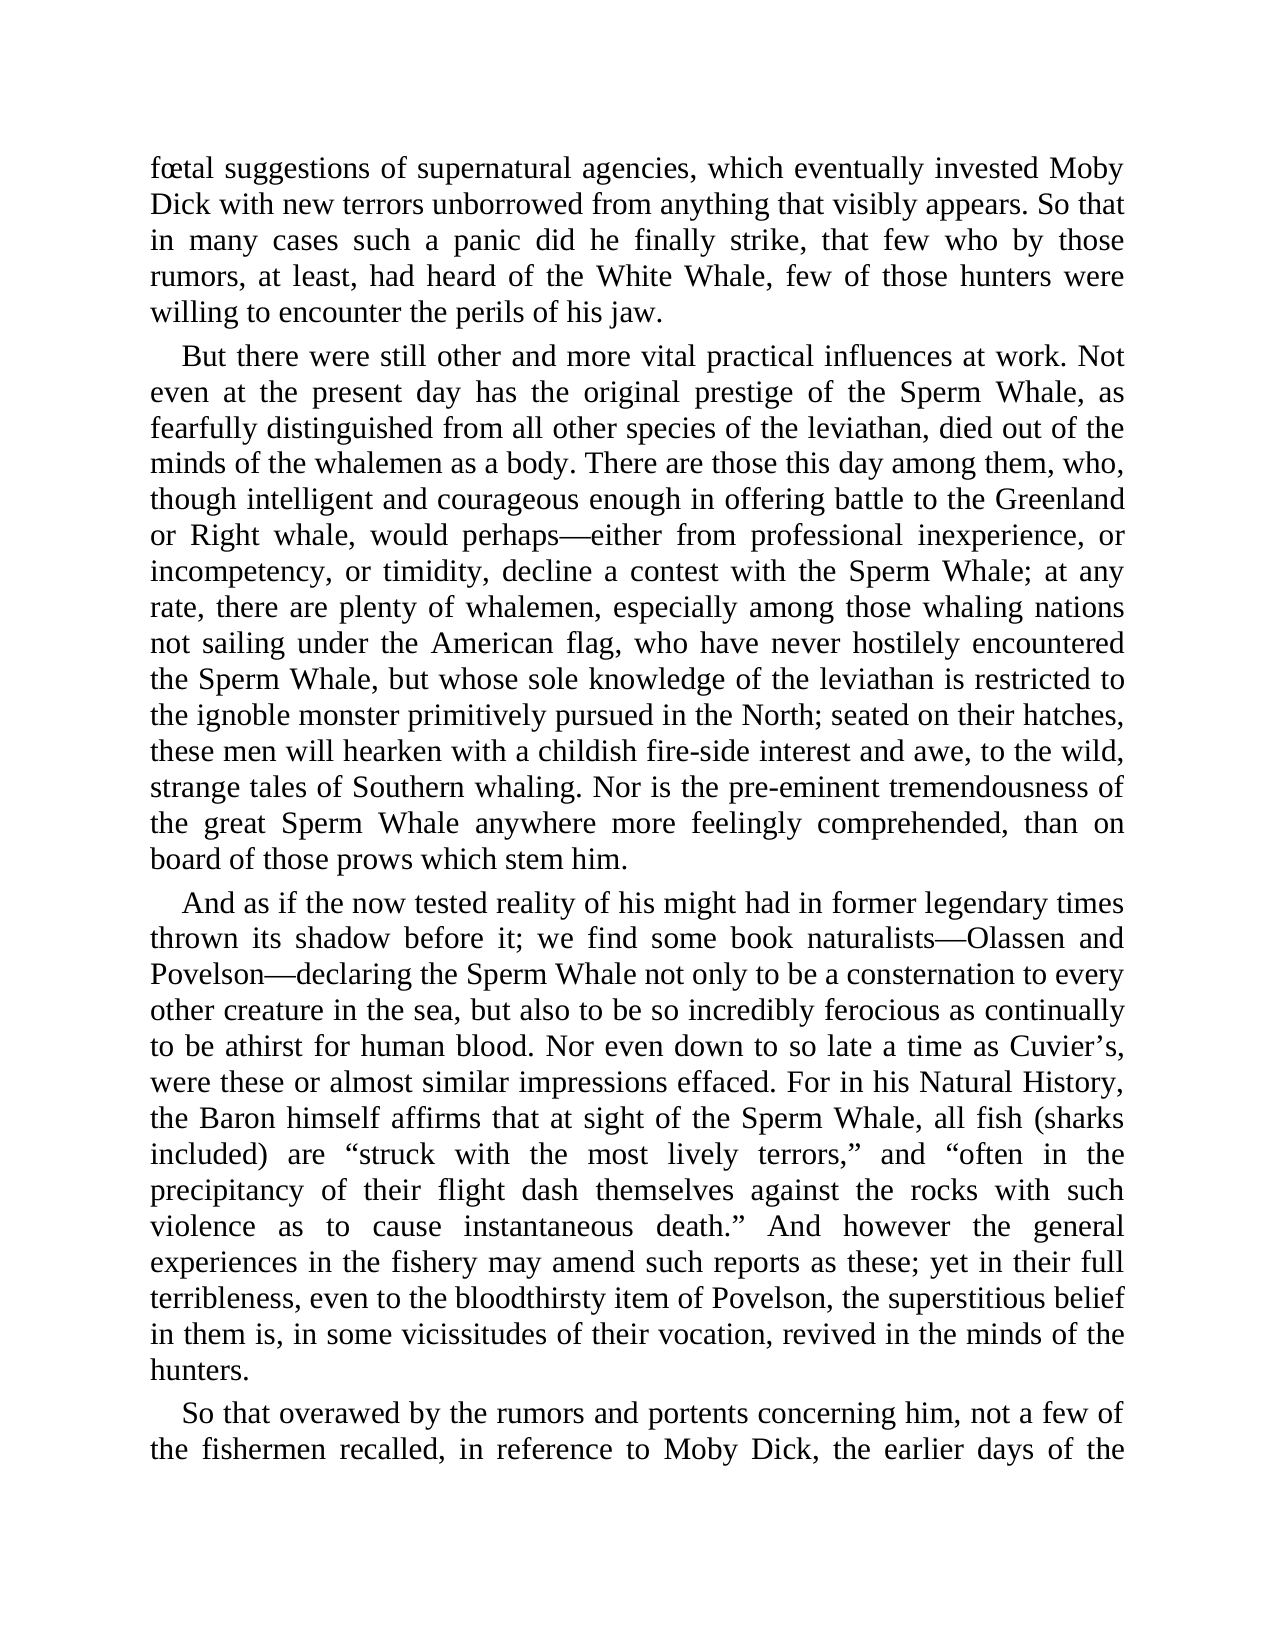 fœtal suggestions of supernatural agencies, which eventually invested Moby
Dick with new terrors unborrowed from anything that visibly appears. So that
in many cases such a panic did he finally strike, that few who by those
rumors, at least, had heard of the White Whale, few of those hunters were
willing to encounter the perils of his jaw.
But there were still other and more vital practical influences at work. Not
even at the present day has the original prestige of the Sperm Whale, as
fearfully distinguished from all other species of the leviathan, died out of the
minds of the whalemen as a body. There are those this day among them, who,
though intelligent and courageous enough in offering battle to the Greenland
or Right whale, would perhaps—either from professional inexperience, or
incompetency, or timidity, decline a contest with the Sperm Whale; at any
rate, there are plenty of whalemen, especially among those whaling nations
not sailing under the American flag, who have never hostilely encountered
the Sperm Whale, but whose sole knowledge of the leviathan is restricted to
the ignoble monster primitively pursued in the North; seated on their hatches,
these men will hearken with a childish fire-side interest and awe, to the wild,
strange tales of Southern whaling. Nor is the pre-eminent tremendousness of
the great Sperm Whale anywhere more feelingly comprehended, than on
board of those prows which stem him.
And as if the now tested reality of his might had in former legendary times
thrown its shadow before it; we find some book naturalists—Olassen and
Povelson—declaring the Sperm Whale not only to be a consternation to every
other creature in the sea, but also to be so incredibly ferocious as continually
to be athirst for human blood. Nor even down to so late a time as Cuvier’s,
were these or almost similar impressions effaced. For in his Natural History,
the Baron himself affirms that at sight of the Sperm Whale, all fish (sharks
included) are “struck with the most lively terrors,” and “often in the
precipitancy of their flight dash themselves against the rocks with such
violence as to cause instantaneous death.” And however the general
experiences in the fishery may amend such reports as these; yet in their full
terribleness, even to the bloodthirsty item of Povelson, the superstitious belief
in them is, in some vicissitudes of their vocation, revived in the minds of the
hunters.
So that overawed by the rumors and portents concerning him, not a few of
the fishermen recalled, in reference to Moby Dick, the earlier days of the